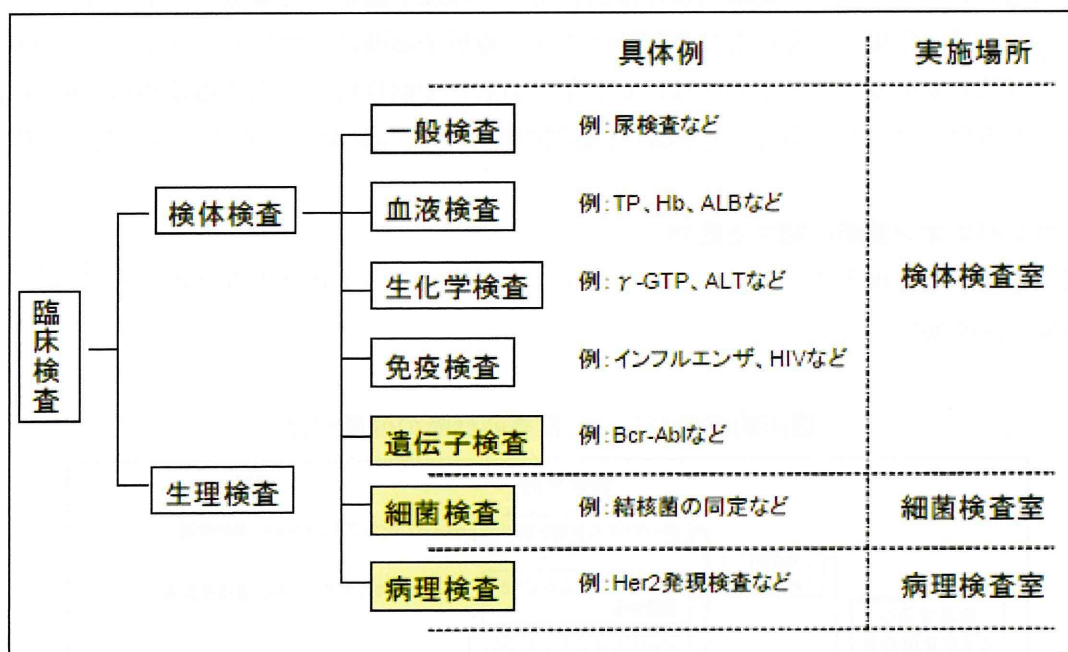 具体例 実施場所
一般検査 例：尿検査など
検体検査 血液検査 例：TP、Hb、ALBなど
臨床検査 生化学検査 例：γ-GTP、ALTなど 検体検査室
免疫検査 例：インフルエンザ、HIVなど
遺伝子検査 例：Bcr-Ablなど
生理検査 細菌検査 例：結核菌の同定など 細菌検査室
病理検査 例：Her2発現検査など 病理検査室